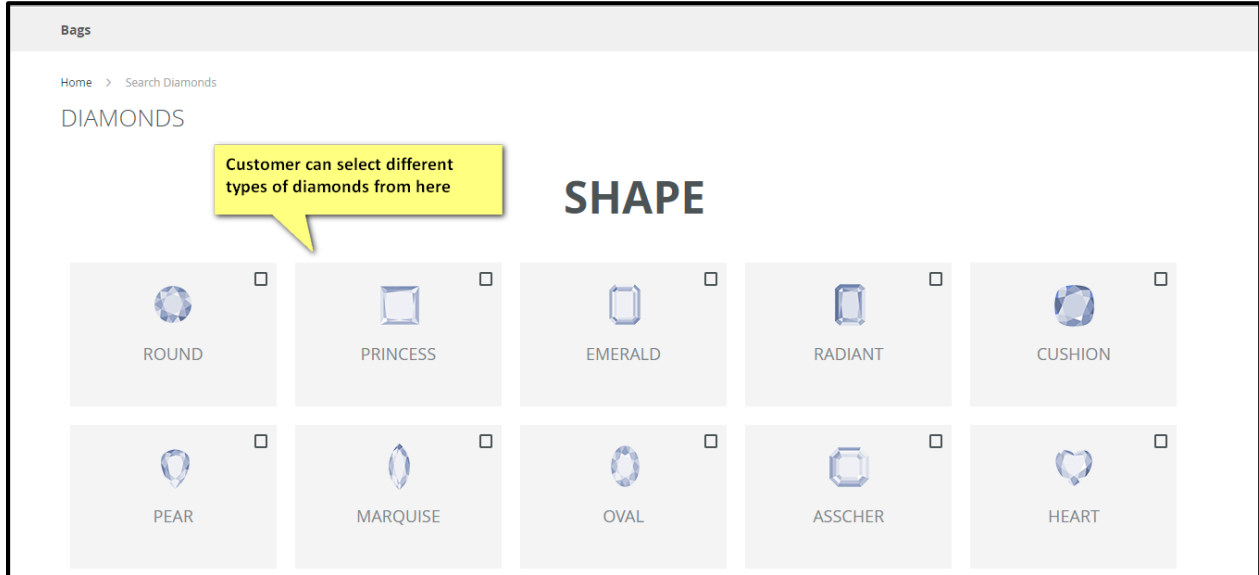 Bags
Home > Search Diamonds
DIAMONDS
Customer can select different
types of diamonds from here
SHAPE
ROUND
PRINCESS
EMERALD
RADIANT
CUSHION
PEAR
MARQUISE
OVAL
ASSCHER
HEART